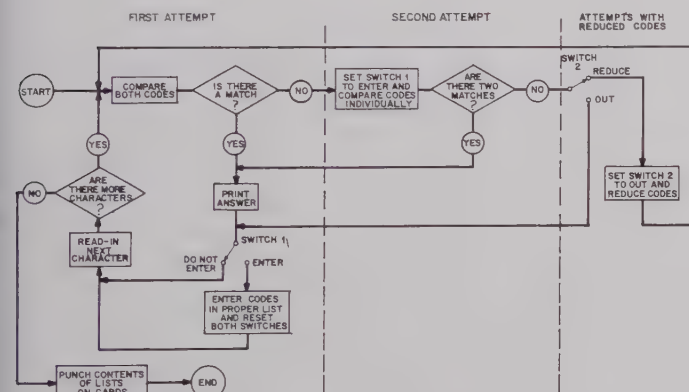 FIRST ATTEMPT
SECOND ATTEMPT
ATTEMPTS WITH
REDUCED CODES
START
COMPARE
BOTH CODES
IS THERE
A MATCH
?
NO
SET SWITCH 1
TO ENTER AND
COMPARE CODES
INDIVIDUALLY
ARE
THERE TWO
MATCHES
?
NO
SWITCH
2
REDUCE
OUT
YES
YES
YES
SET SWITCH 2
TO OUT AND
REDUCE CODES
NO
ARE
THERE MORE
CHARACTERS
?
PRINT
ANSWER
READ-IN
NEXT
CHARACTER
SWITCH 1
DO NOT
ENTER
ENTER
ENTER CODES
IN PROPER LIST
AND RESET
BOTH SWITCHES
PUNCH CONTENTS
OF LISTS
ON CARDS
END